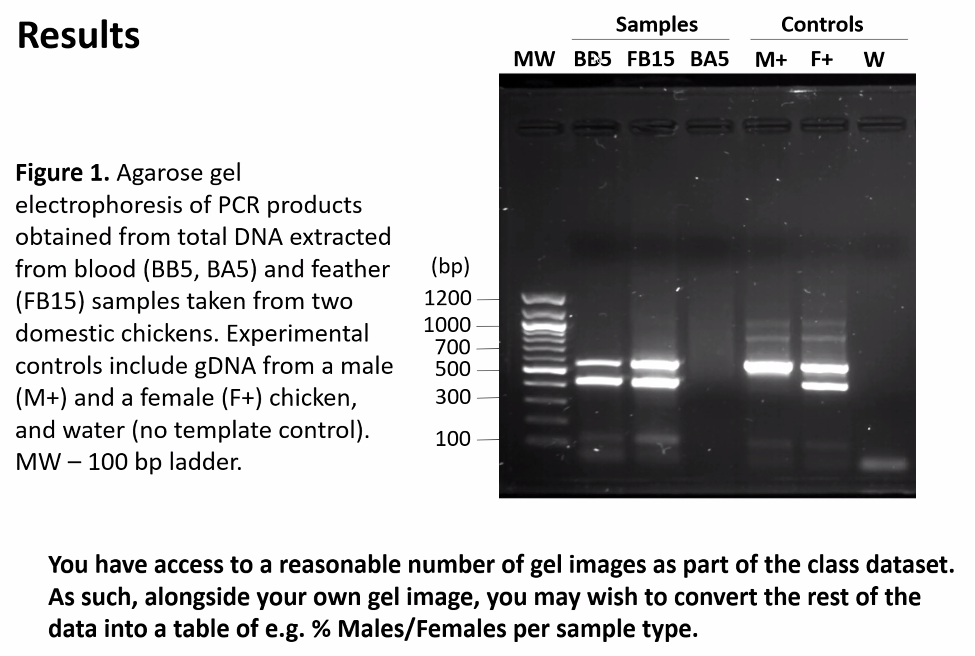 Results
Samples Controls
MW BB5 FB15 BA5 M+ F+ W
Figure 1. Agarose gel
electrophoresis of PCR products
obtained from total DNA extracted
from blood (BB5, BA5) and feather
(FB15) samples taken from two
domestic chickens. Experimental
controls include gDNA from a male
(M+) and a female (F+) chicken,
and water (no template control).
MW – 100 bp ladder.
(bp)
1200
1000
700
500
300
100
You have access to a reasonable number of gel images as part of the class dataset.
As such, alongside your own gel image, you may wish to convert the rest of the
data into a table of e.g. % Males/Females per sample type.